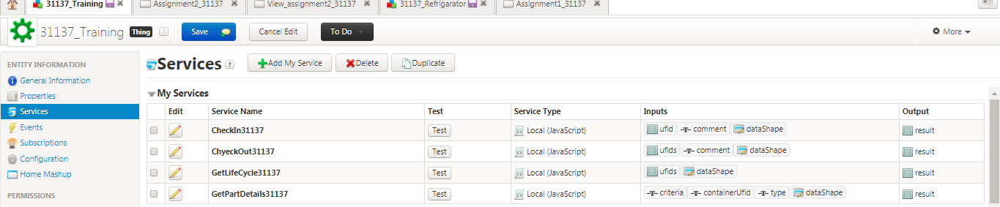 31137_Training Assignment2_31137 View_assignment2_31137 31137_Refrigarator Assignment1_31137
31137_Training Thing ? Save Cancel Edit To Do More
ENTITY INFORMATION
General Information
Properties
Services
Events
Subscriptions
Configuration
Home Mashup
PERMISSIONS
Services ? Add My Service Delete Duplicate
My Services
Edit Service Name Test Service Type Inputs Output
CheckIn31137 Test Local (JavaScript) ufid comment dataShape result
ChyeckOut31137 Test Local (JavaScript) ufids comment dataShape result
GetLifeCycle31137 Test Local (JavaScript) ufids dataShape result
GetPartDetails31137 Test Local (JavaScript) criteria containerUfid type dataShape result